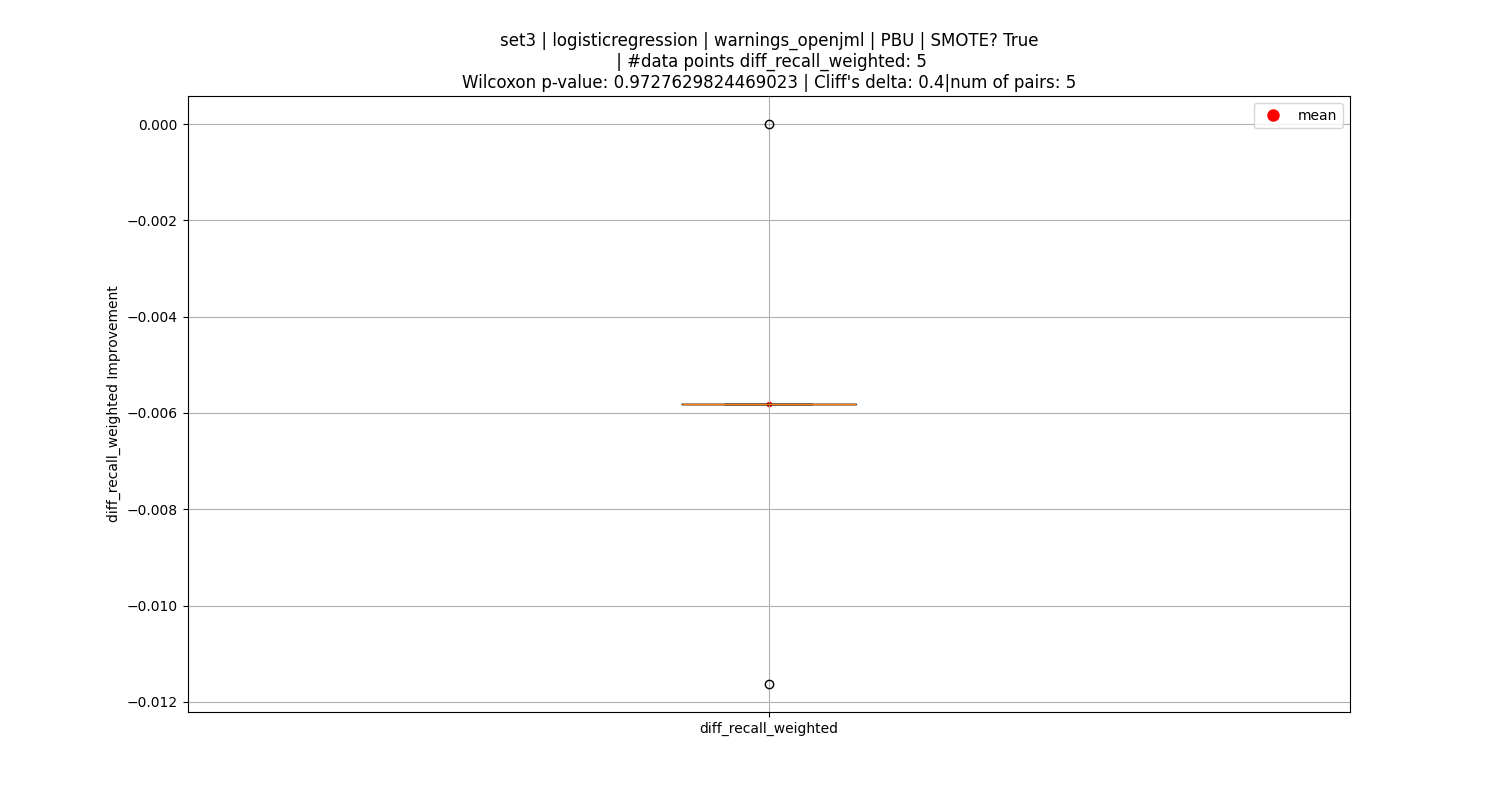 set3 | logisticregression | warnings_openjml | PBU | SMOTE? True
| #data points diff_recall_weighted: 5
Wilcoxon p-value: 0.9727629824469023 | Cliff's delta: 0.4|num of pairs: 5
mean
0.000
−0.002
−0.004
−0.006
−0.008
−0.010
−0.012
diff_recall_weighted Improvement
diff_recall_weighted